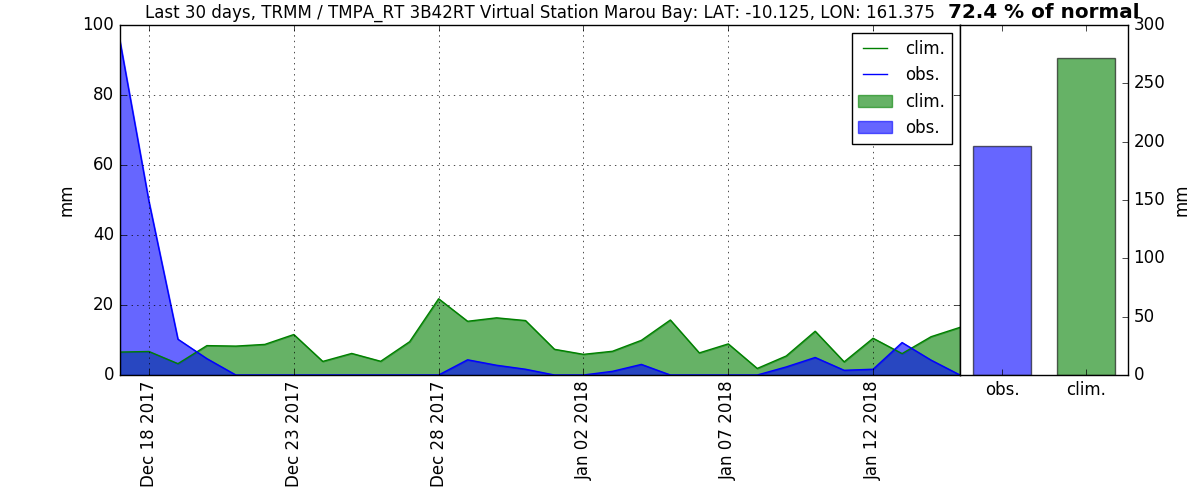 Last 30 days, TRMM / TMPA_RT 3B42RT Virtual Station Marou Bay: LAT: -10.125, LON: 161.375 72.4 % of normal
100
80
60
40
20
0
mm
clim.
obs.
clim.
obs.
Dec 18 2017
Dec 23 2017
Dec 28 2017
Jan 02 2018
Jan 07 2018
Jan 12 2018
300
250
200
150
100
50
0
mm
obs. clim.